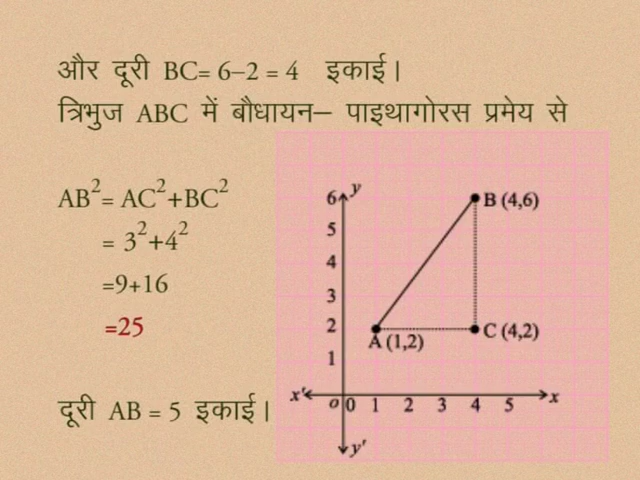 और दूरी BC= 6–2 = 4 इकाई।
त्रिभुज ABC में बौधायन– पाइथागोरस प्रमेय से
AB²= AC²+BC²
= 3²+4²
=9+16
=25
दूरी AB = 5 इकाई।
y
6
B (4,6)
5
4
3
2
C (4,2)
A (1,2)
1
x'
x
o 0 1 2 3 4 5
y'